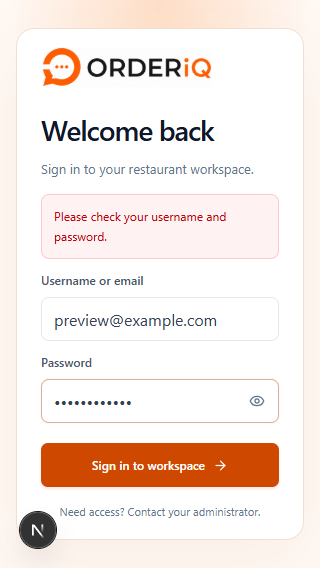 ORDERiQ
Welcome back
Sign in to your restaurant workspace.
Please check your username and
password.
Username or email
preview@example.com
Password
••••••••••••
Sign in to workspace →
Need access? Contact your administrator.
N